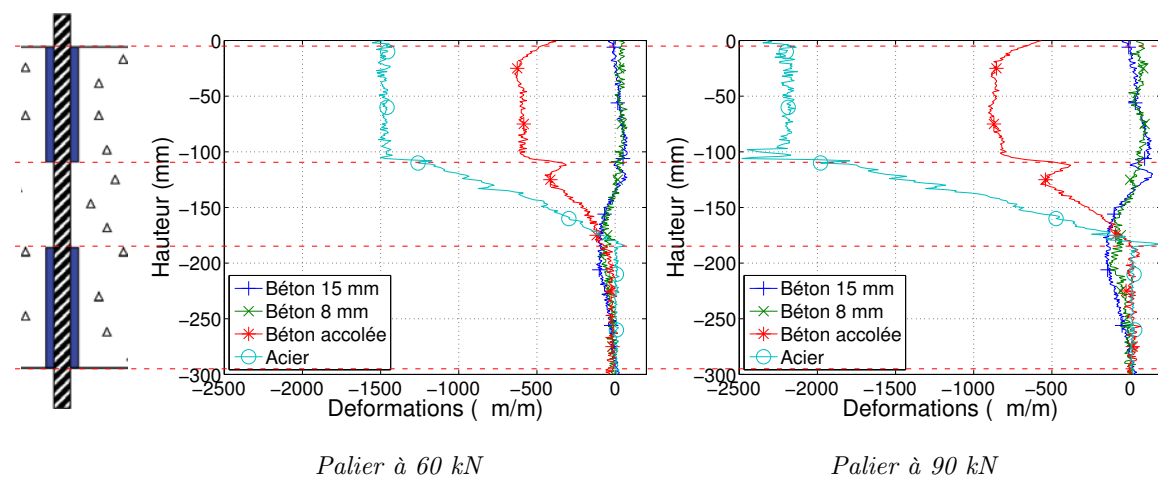 0
−50
−100
−150
−200
−250
−300
Hauteur (mm)
−2500 −2000 −1500 −1000 −500 0
Deformations ( m/m)
Béton 15 mm
Béton 8 mm
Béton accolée
Acier
Palier à 60 kN
0
−50
−100
−150
−200
−250
−300
Hauteur (mm)
−2500 −2000 −1500 −1000 −500 0
Deformations ( m/m)
Béton 15 mm
Béton 8 mm
Béton accolée
Acier
Palier à 90 kN